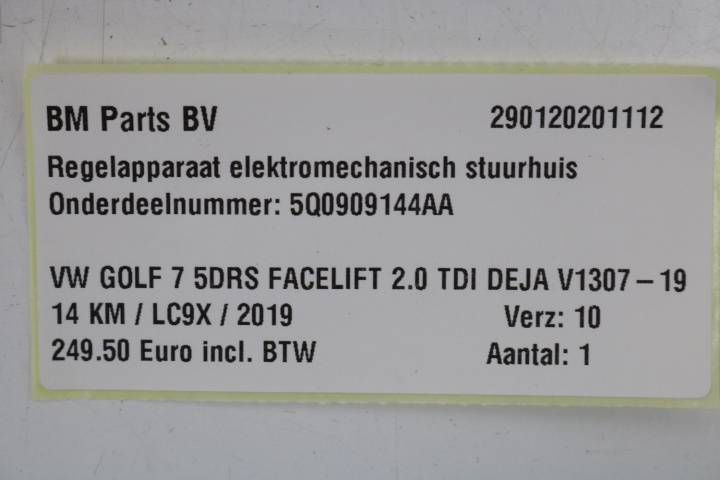 BM Parts BV 290120201112
Regelapparaat elektromechanisch stuurhuis
Onderdeelnummer: 5Q0909144AA
VW GOLF 7 5DRS FACELIFT 2.0 TDI DEJA V1307-19
14 KM / LC9X / 2019 Verz: 10
249.50 Euro incl. BTW Aantal: 1